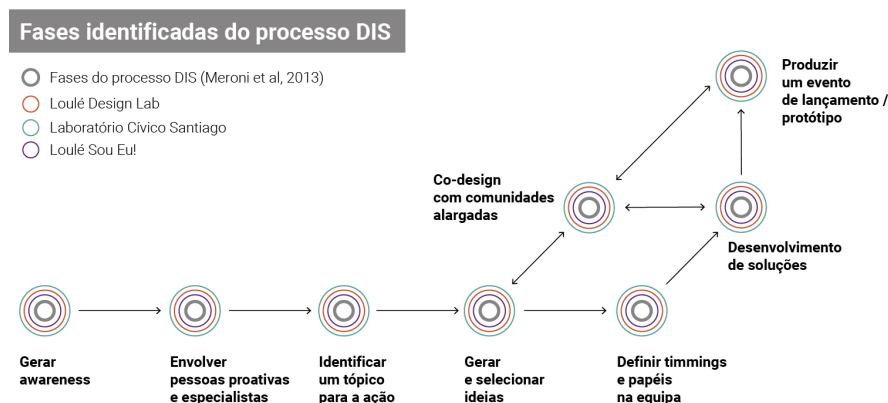 Fases identificadas do processo DIS
Fases do processo DIS (Meroni et al, 2013)
Loulé Design Lab
Laboratório Cívico Santiago
Loulé Sou Eu!
Produzir
um evento
de lançamento /
protótipo
Co-design
com comunidades
alargadas
Desenvolvimento
de soluções
Gerar
awareness
Envolver
pessoas proativas
e especialistas
Identificar
um tópico
para a ação
Gerar
e selecionar
ideias
Definir timmings
e papéis
na equipa